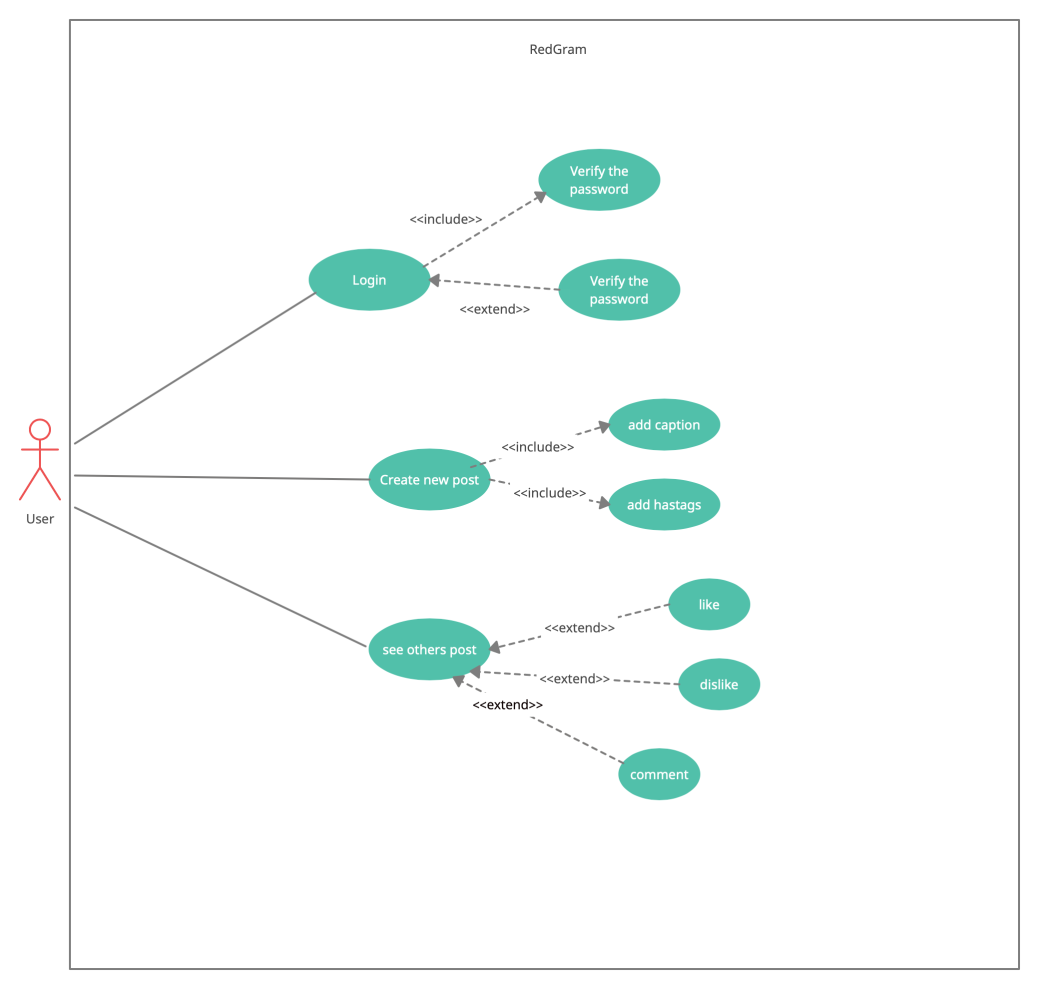 RedGram
Verify the
password
<<include>>
Login
Verify the
password
<<extend>>
add caption
<<include>>
Create new post
<<include>>
add hastags
User
like
<<extend>>
see others post
<<extend>>
dislike
<<extend>>
comment